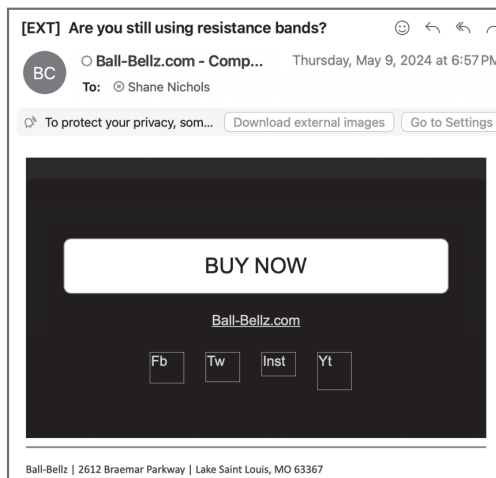 [EXT] Are you still using resistance bands?
BC
Ball-Bellz.com - Comp... Thursday, May 9, 2024 at 6:57 PM
To: Shane Nichols
To protect your privacy, som... Download external images Go to Settings
BUY NOW
Ball-Bellz.com
Fb Tw Inst Yt
Ball-Bellz | 2612 Braemar Parkway | Lake Saint Louis, MO 63367